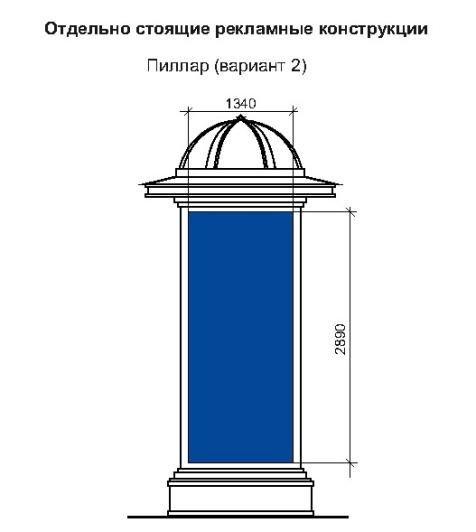 Отдельно стоящие рекламные конструкции
Пиллар (вариант 2)
1340
2890